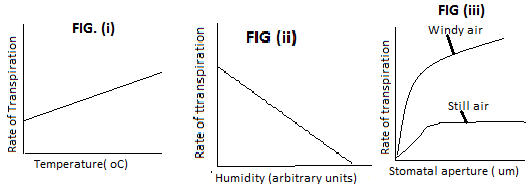 FIG. (i)
Rate of Transpiration
Temperature( oC)
FIG (ii)
Rate of ttranspiration
Humidity (arbitrary units)
FIG (iii)
Windy air
Still air
Rate of transpiration
Stomatal aperture ( um)